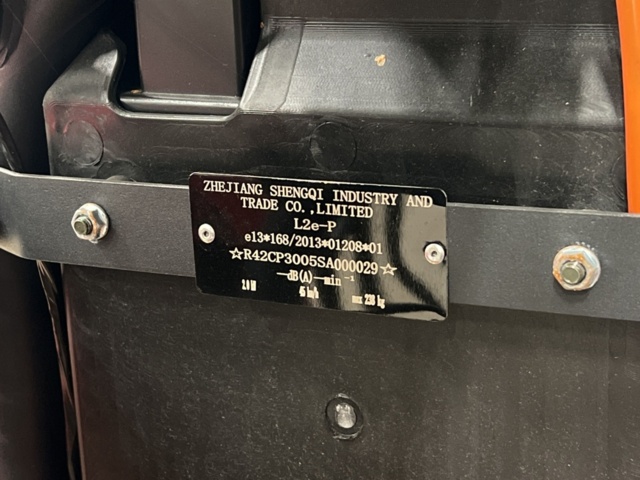 ZHEJIANG SHENGQI INDUSTRY AND
TRADE CO.,LIMITED
L2e-P
e13*168/2013*01208*01
☆R42CP3005SA000029☆
—dB(A)—min⁻¹
45 km/h max 238 kg